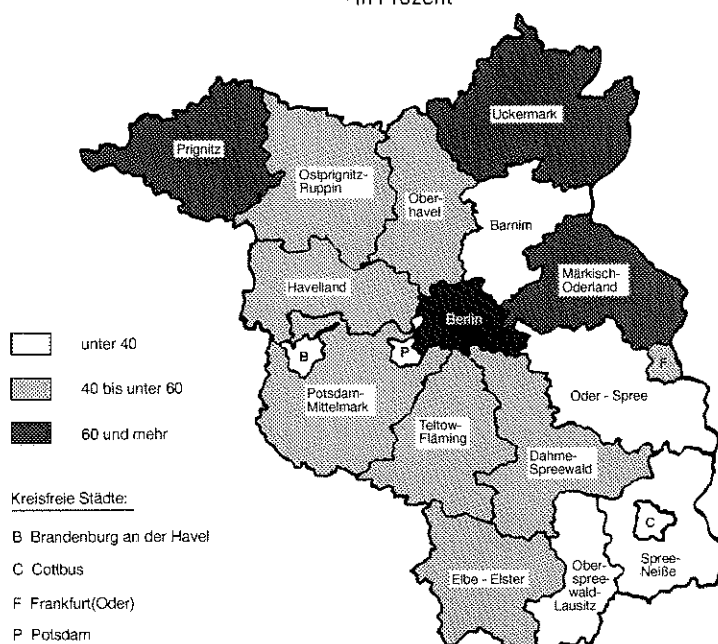 in Prozent
Uckermark
Prignitz
Ostprignitz-
Ruppin
Ober-
havel
Barnim
Märkisch-
Oderland
Havelland
Berlin
unter 40
B
P
F
40 bis unter 60
Potsdam-
Mittelmark
Oder - Spree
60 und mehr
Teltow-
Fläming
Dahme-
Spreewald
Kreisfreie Städte:
B Brandenburg an der Havel
C
C Cottbus
Elbe - Elster
Ober-
spree-
wald-
Lausitz
Spree-
Neiße
F Frankfurt(Oder)
P Potsdam